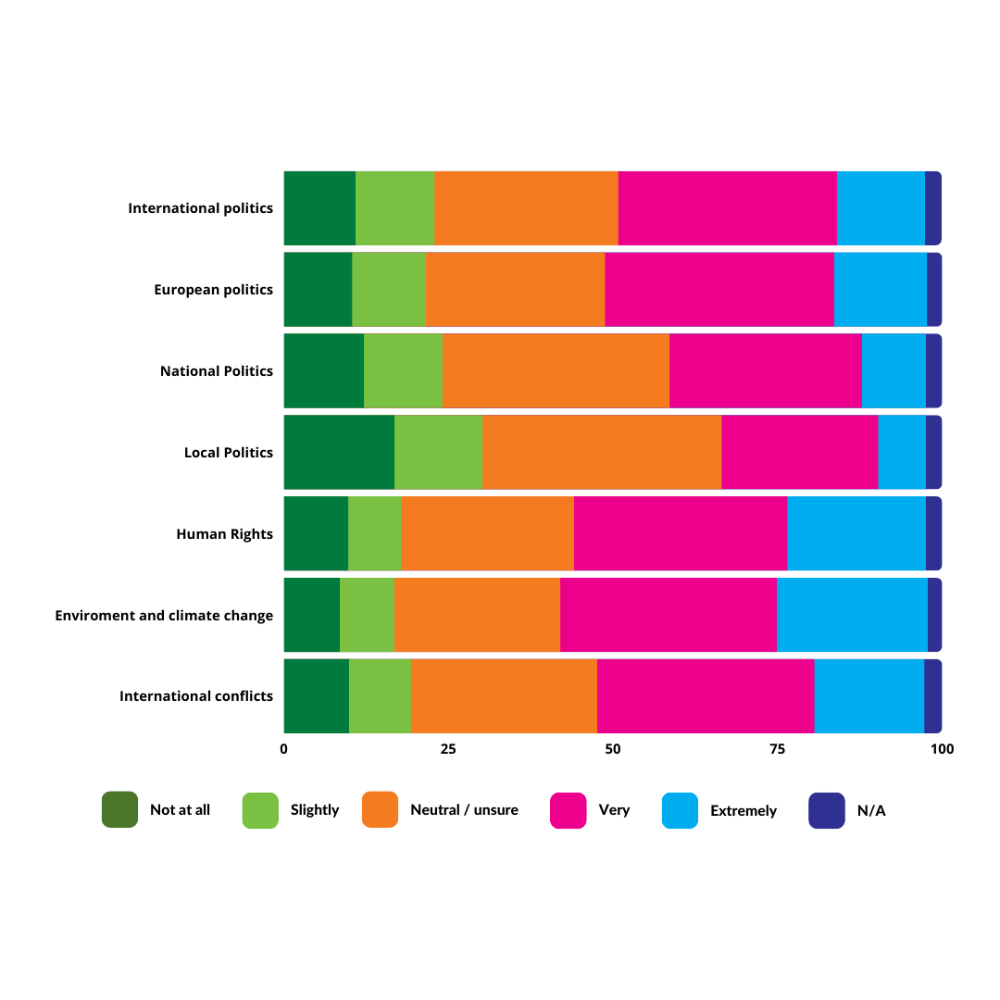 International politics
European politics
National Politics
Local Politics
Human Rights
Enviroment and climate change
International conflicts
0 25 50 75 100
Not at all Slightly Neutral / unsure Very Extremely N/A